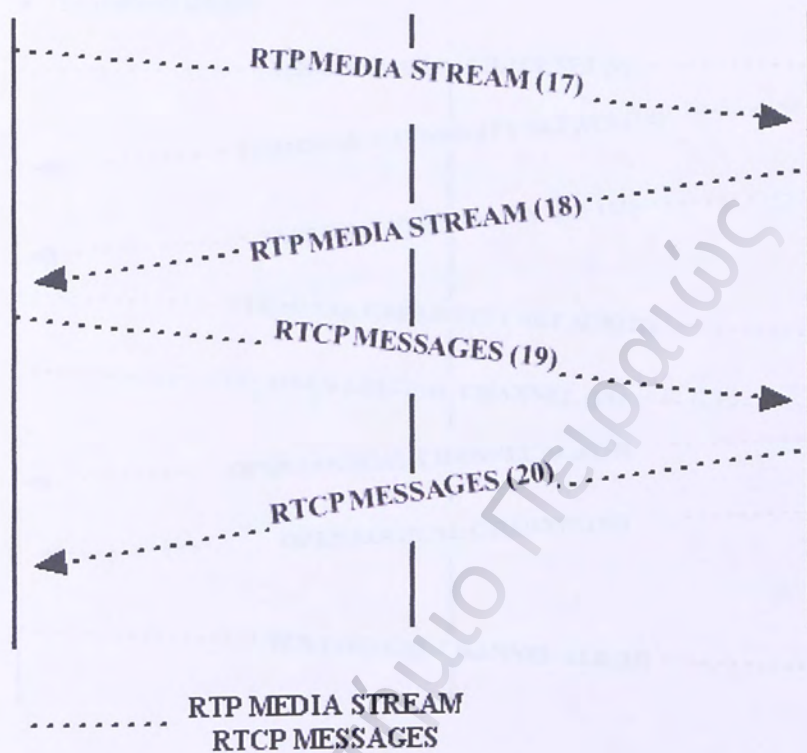 RTP MEDIA STREAM (17)
RTP MEDIA STREAM (18)
RTCP MESSAGES (19)
RTCP MESSAGES (20)
RTP MEDIA STREAM
RTCP MESSAGES
Πειραιώς